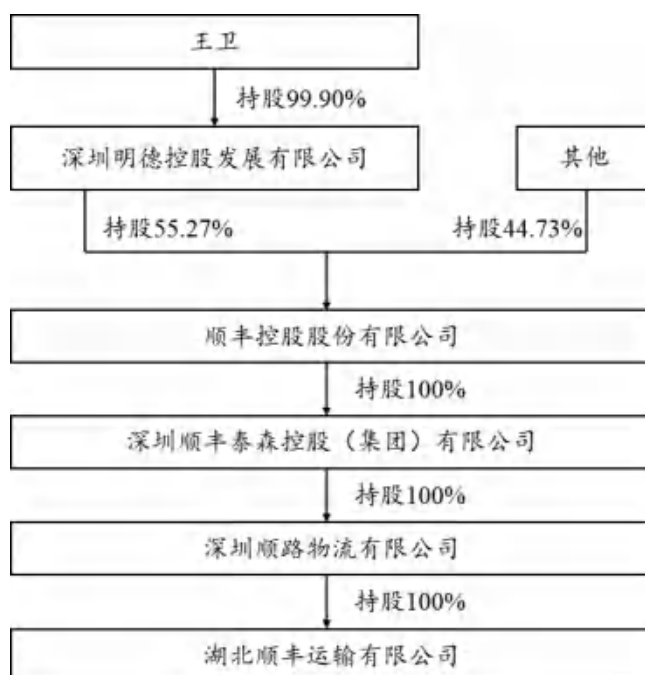 王卫
持股99.90%
深圳明德控股发展有限公司
其他
持股55.27%
持股44.73%
顺丰控股股份有限公司
持股100%
深圳顺丰泰森控股（集团）有限公司
持股100%
深圳顺路物流有限公司
持股100%
湖北顺丰运输有限公司